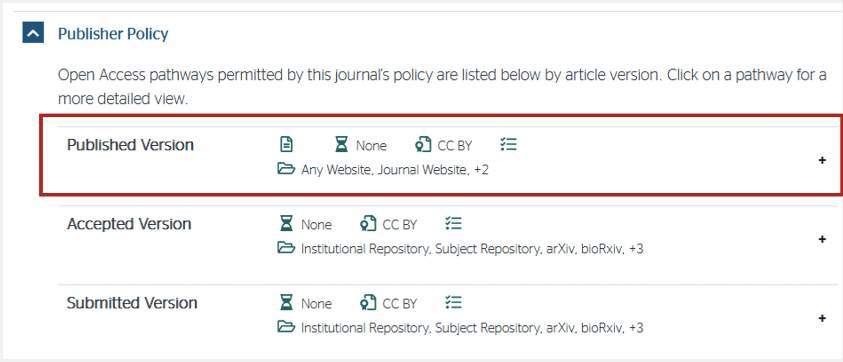 Publisher Policy
Open Access pathways permitted by this journal's policy are listed below by article version. Click on a pathway for a
more detailed view.
Published Version None CC BY
Any Website, Journal Website, +2
+
Accepted Version None CC BY
Institutional Repository, Subject Repository, arXiv, bioRxiv, +3
+
Submitted Version None CC BY
Institutional Repository, Subject Repository, arXiv, bioRxiv, +3
+